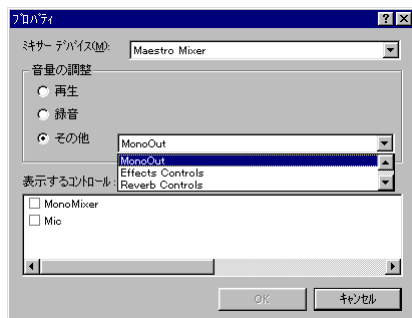 プロパティ
ミキサー デバイス(M):
Maestro Mixer
音量の調整
再生
録音
その他
MonoOut
MonoOut
Effects Controls
Reverb Controls
表示するコントロール:
MonoMixer
Mic
OK
キャンセル